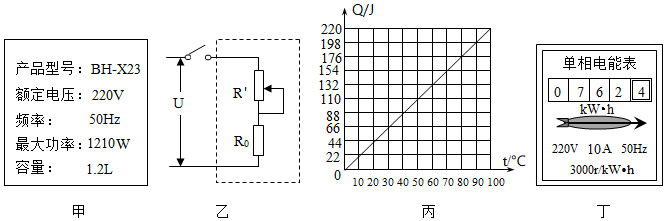 产品型号：BH-X23
额定电压：220V
频率：50Hz
最大功率：1210W
容量：1.2L
甲
U
R'
R₀
乙
Q/J
220
198
176
154
132
110
88
66
44
22
0
10 20 30 40 50 60 70 80 90 100
t/℃
丙
单相电能表
0 7 6 2 4
kW•h
220V 10A 50Hz
3000r/kW•h
丁